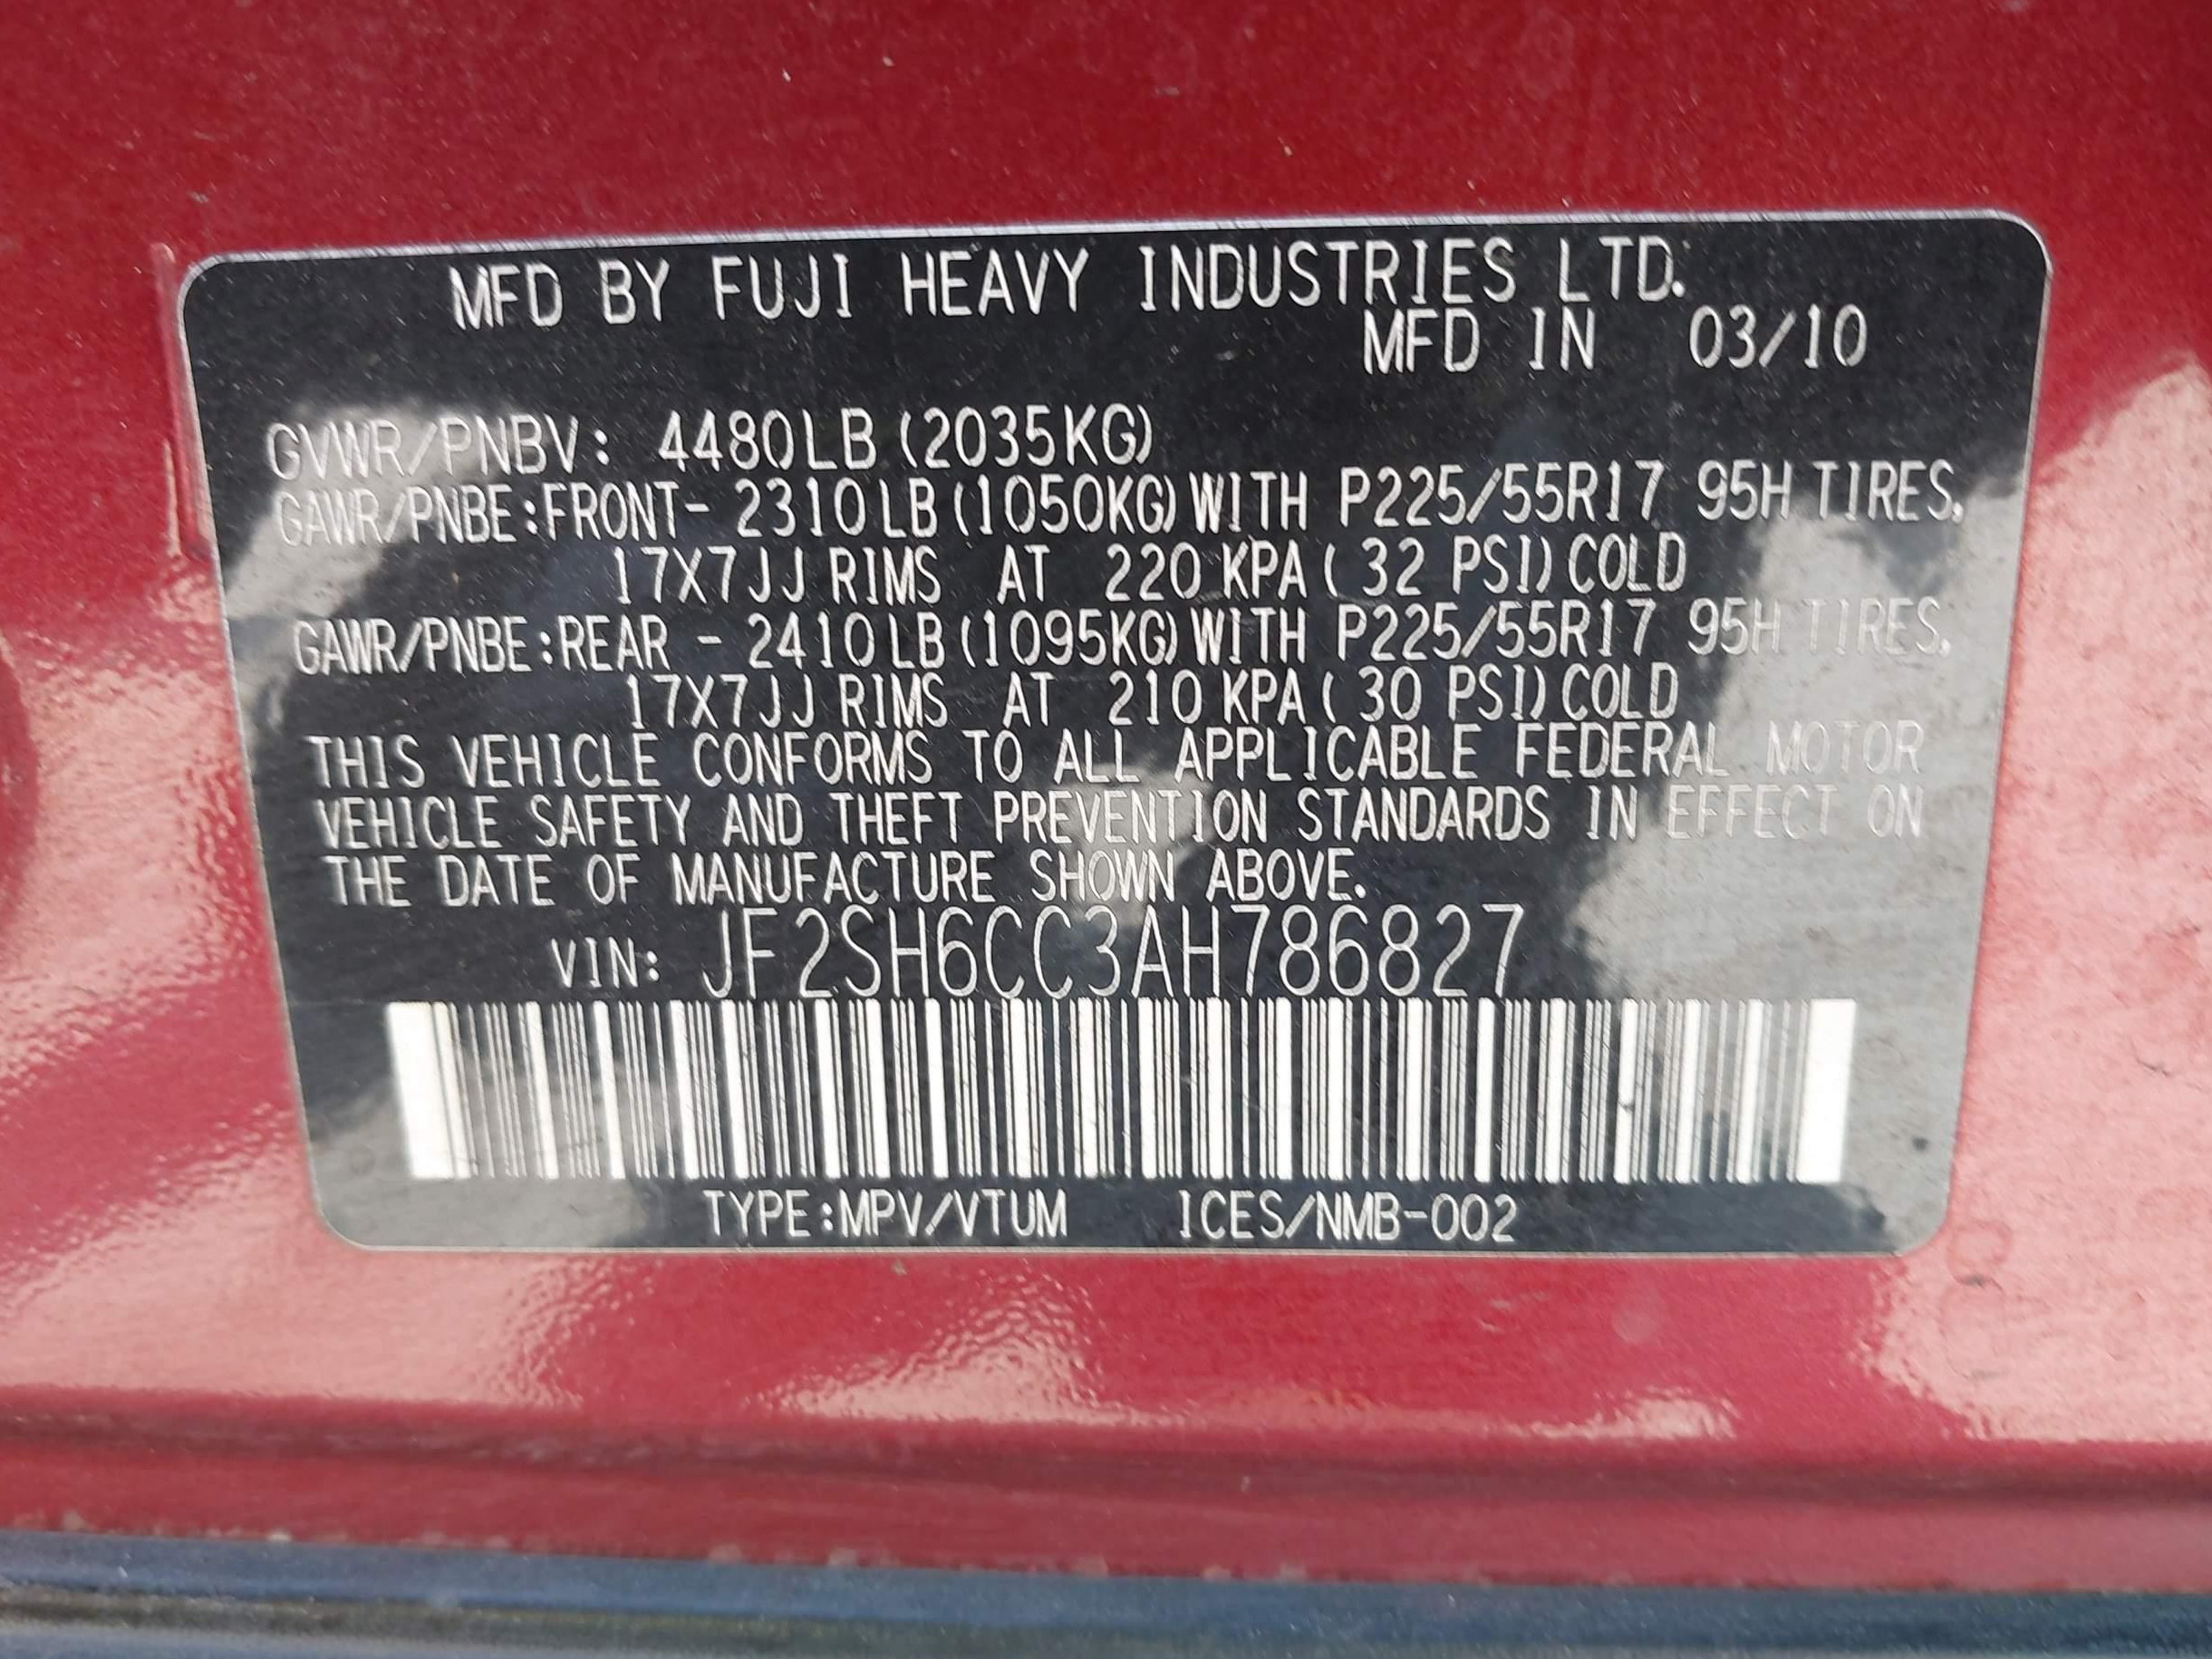 MFD BY FUJI HEAVY INDUSTRIES LTD.
MFD IN 03/10
GVWR/PNBV: 4480LB (2035KG)
GAWR/PNBE:FRONT- 2310LB (1050KG) WITH P225/55R17 95H TIRES,
17X7JJ RIMS AT 220 KPA ( 32 PSI) COLD
GAWR/PNBE:REAR - 2410LB (1095KG) WITH P225/55R17 95H TIRES,
17X7JJ RIMS AT 210 KPA ( 30 PSI) COLD
THIS VEHICLE CONFORMS TO ALL APPLICABLE FEDERAL MOTOR
VEHICLE SAFETY AND THEFT PREVENTION STANDARDS IN EFFECT ON
THE DATE OF MANUFACTURE SHOWN ABOVE.
VIN: JF2SH6CC3AH786827
TYPE:MPV/VTUM ICES/NMB-002